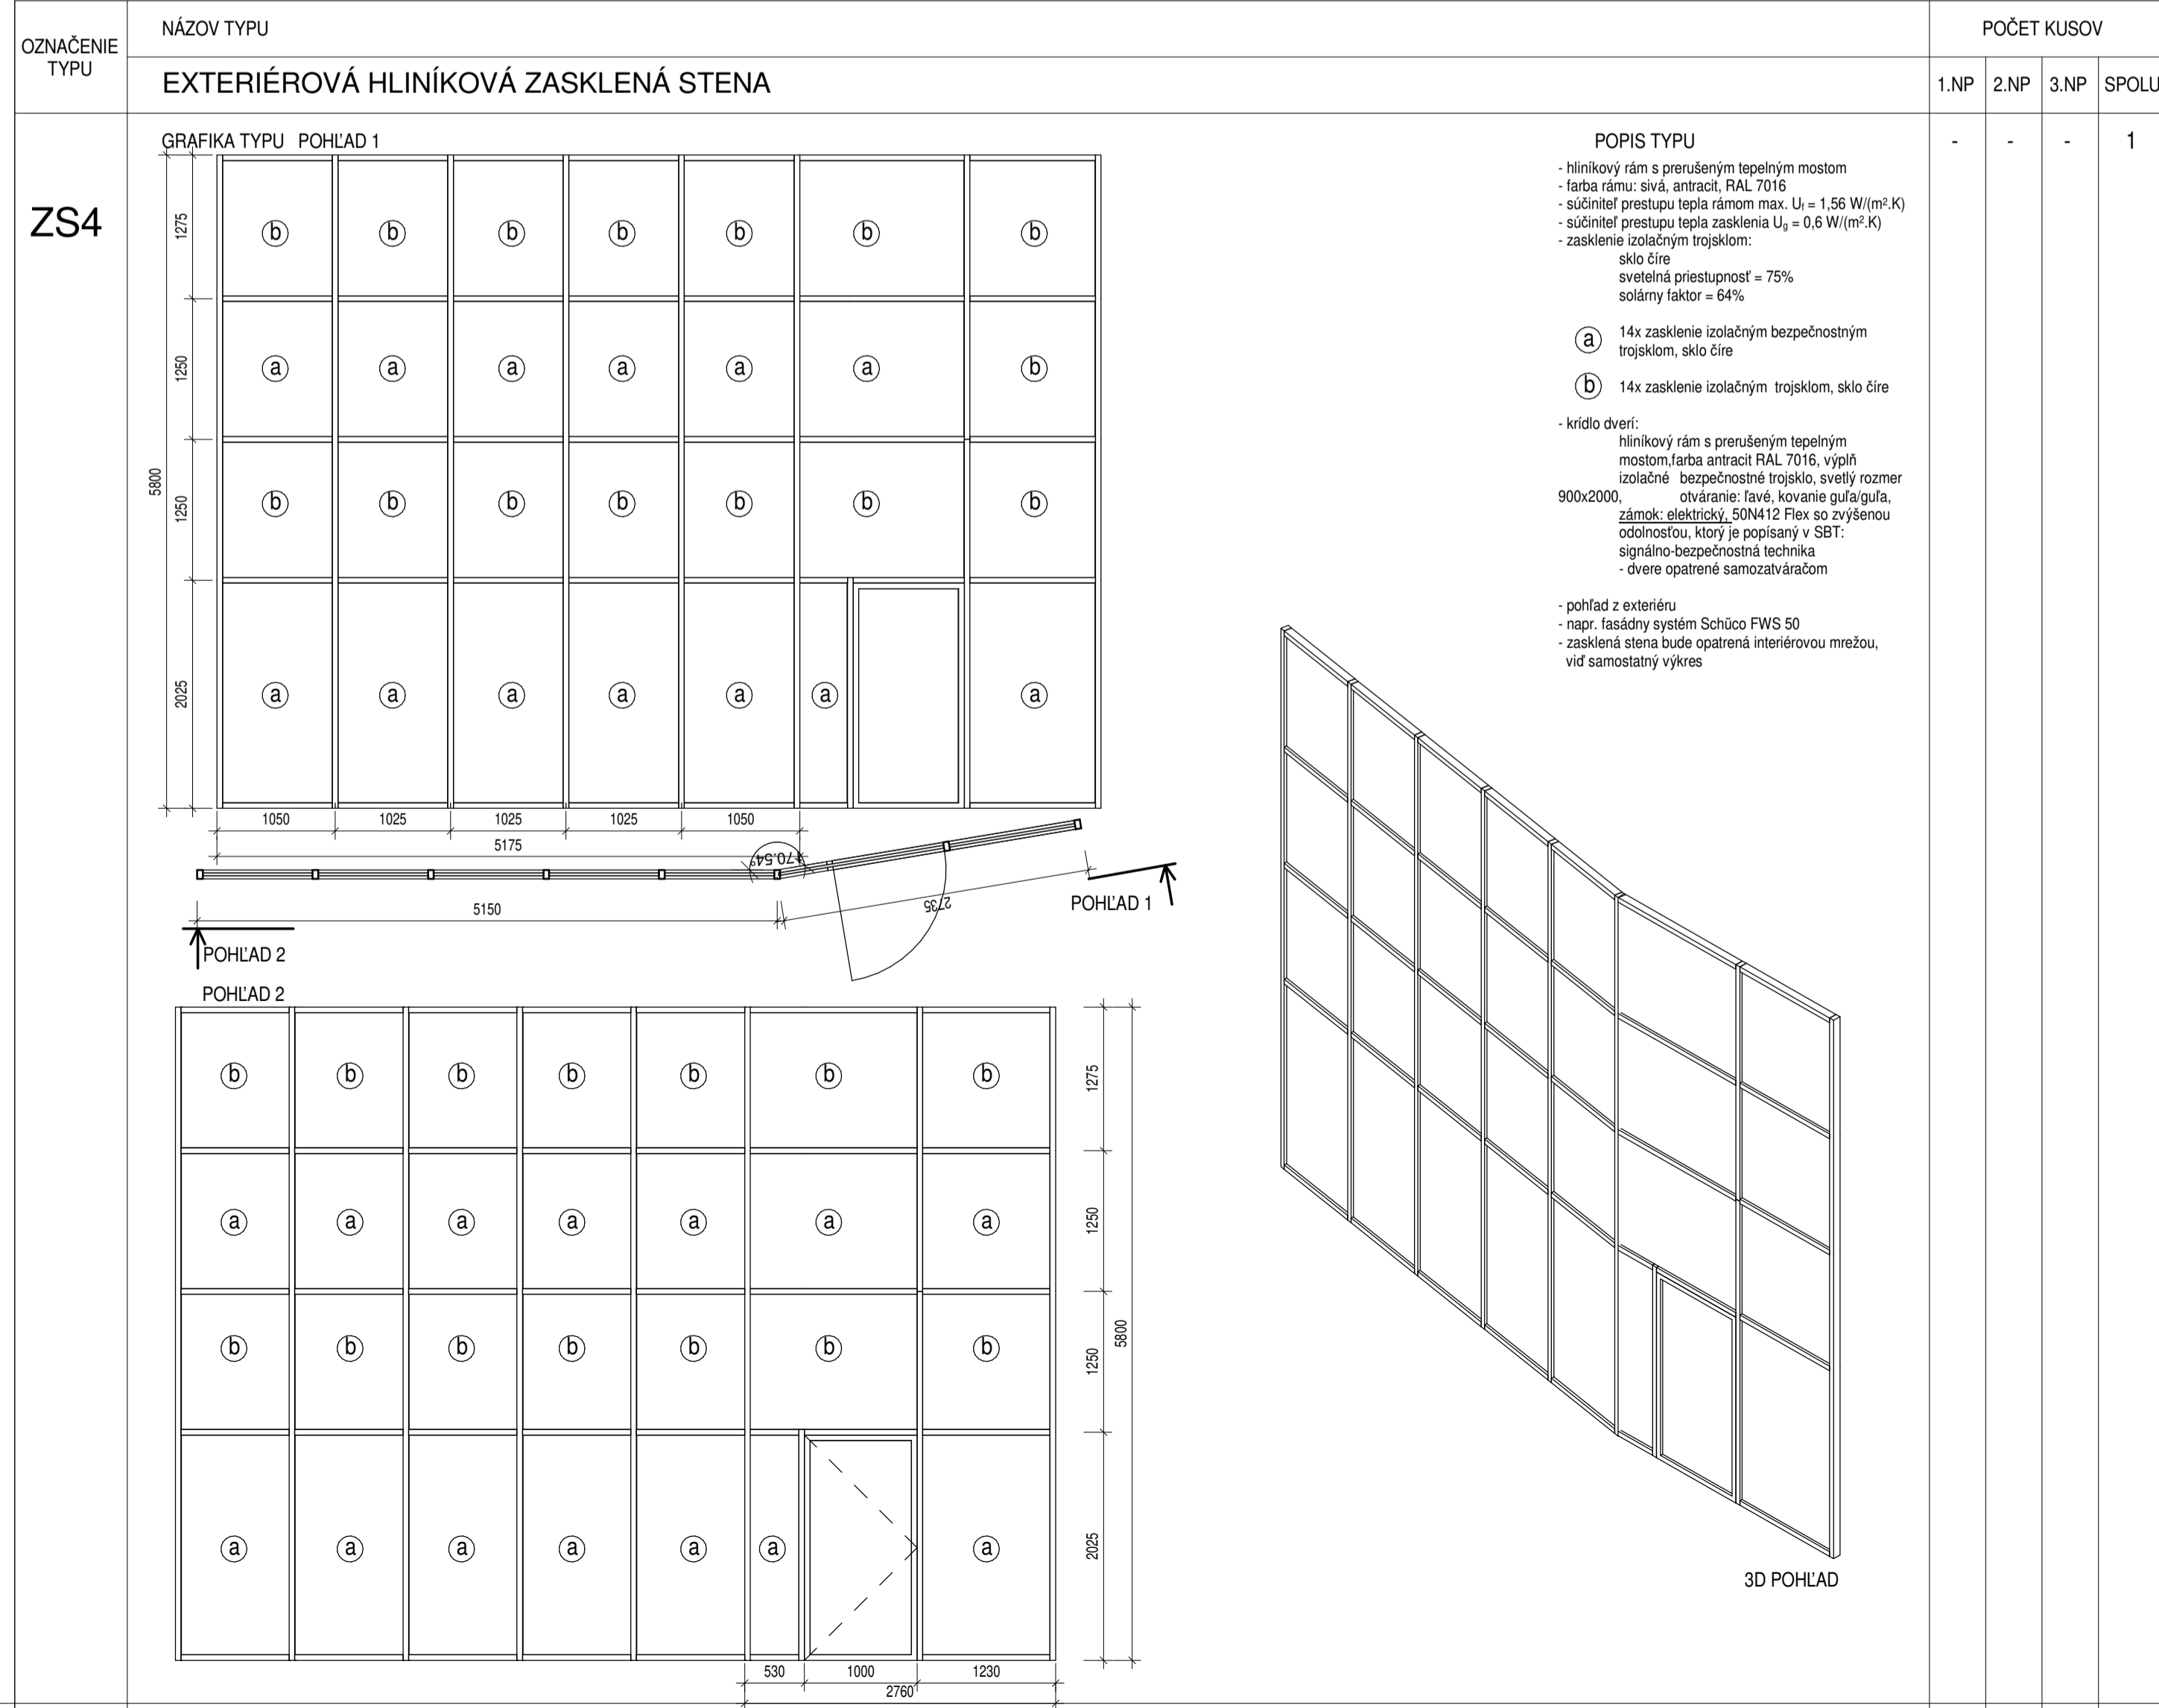 OZNAČENIE
TYPU
NÁZOV TYPU
EXTERIÉROVÁ HLINÍKOVÁ ZASKLENÁ STENA
POČET KUSOV
1.NP 2.NP 3.NP SPOLU
ZS4
- - - 1
GRAFIKA TYPU POHĽAD 1
1275
1250
1250
2025
5800
b b b b b b b
a a a a a a b
b b b b b b b
a a a a a a a
1050 1025 1025 1025 1050
5175
170.54°
5150
2735
POHĽAD 1
POHĽAD 2
POHĽAD 2
b b b b b b b
a a a a a a a
b b b b b b b
a a a a a a a
1275
1250
1250
2025
5800
530 1000 1230
2760
POPIS TYPU
- hliníkový rám s prerušeným tepelným mostom
- farba rámu: sivá, antracit, RAL 7016
- súčiniteľ prestupu tepla rámom max. Uf = 1,56 W/(m².K)
- súčiniteľ prestupu tepla zasklenia Ug = 0,6 W/(m².K)
- zasklenie izolačným trojsklom:
sklo číre
svetelná priestupnosť = 75%
solárny faktor = 64%
a 14x zasklenie izolačným bezpečnostným
trojsklom, sklo číre
b 14x zasklenie izolačným trojsklom, sklo číre
- krídlo dverí:
hliníkový rám s prerušeným tepelným
mostom,farba antracit RAL 7016, výplň
izolačné bezpečnostné trojsklo, svetlý rozmer
900x2000, otváranie: ľavé, kovanie guľa/guľa,
zámok: elektrický, 50N412 Flex so zvýšenou
odolnosťou, ktorý je popísaný v SBT:
signálno-bezpečnostná technika
- dvere opatrené samozatváračom
- pohľad z exteriéru
- napr. fasádny systém Schüco FWS 50
- zasklená stena bude opatrená interiérovou mrežou,
viď samostatný výkres
3D POHĽAD